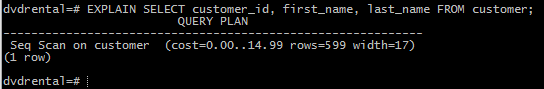 dvdrental=# EXPLAIN SELECT customer_id, first_name, last_name FROM customer;
QUERY PLAN
------------------------------------------------------------
Seq Scan on customer  (cost=0.00..14.99 rows=599 width=17)
(1 row)
dvdrental=#